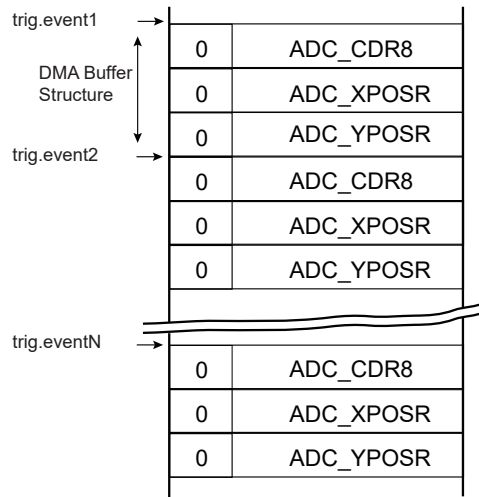 trig.event1
0 ADC_CDR8
DMA Buffer
Structure
0 ADC_XPOSR
0 ADC_YPOSR
trig.event2
0 ADC_CDR8
0 ADC_XPOSR
0 ADC_YPOSR
trig.eventN
0 ADC_CDR8
0 ADC_XPOSR
0 ADC_YPOSR